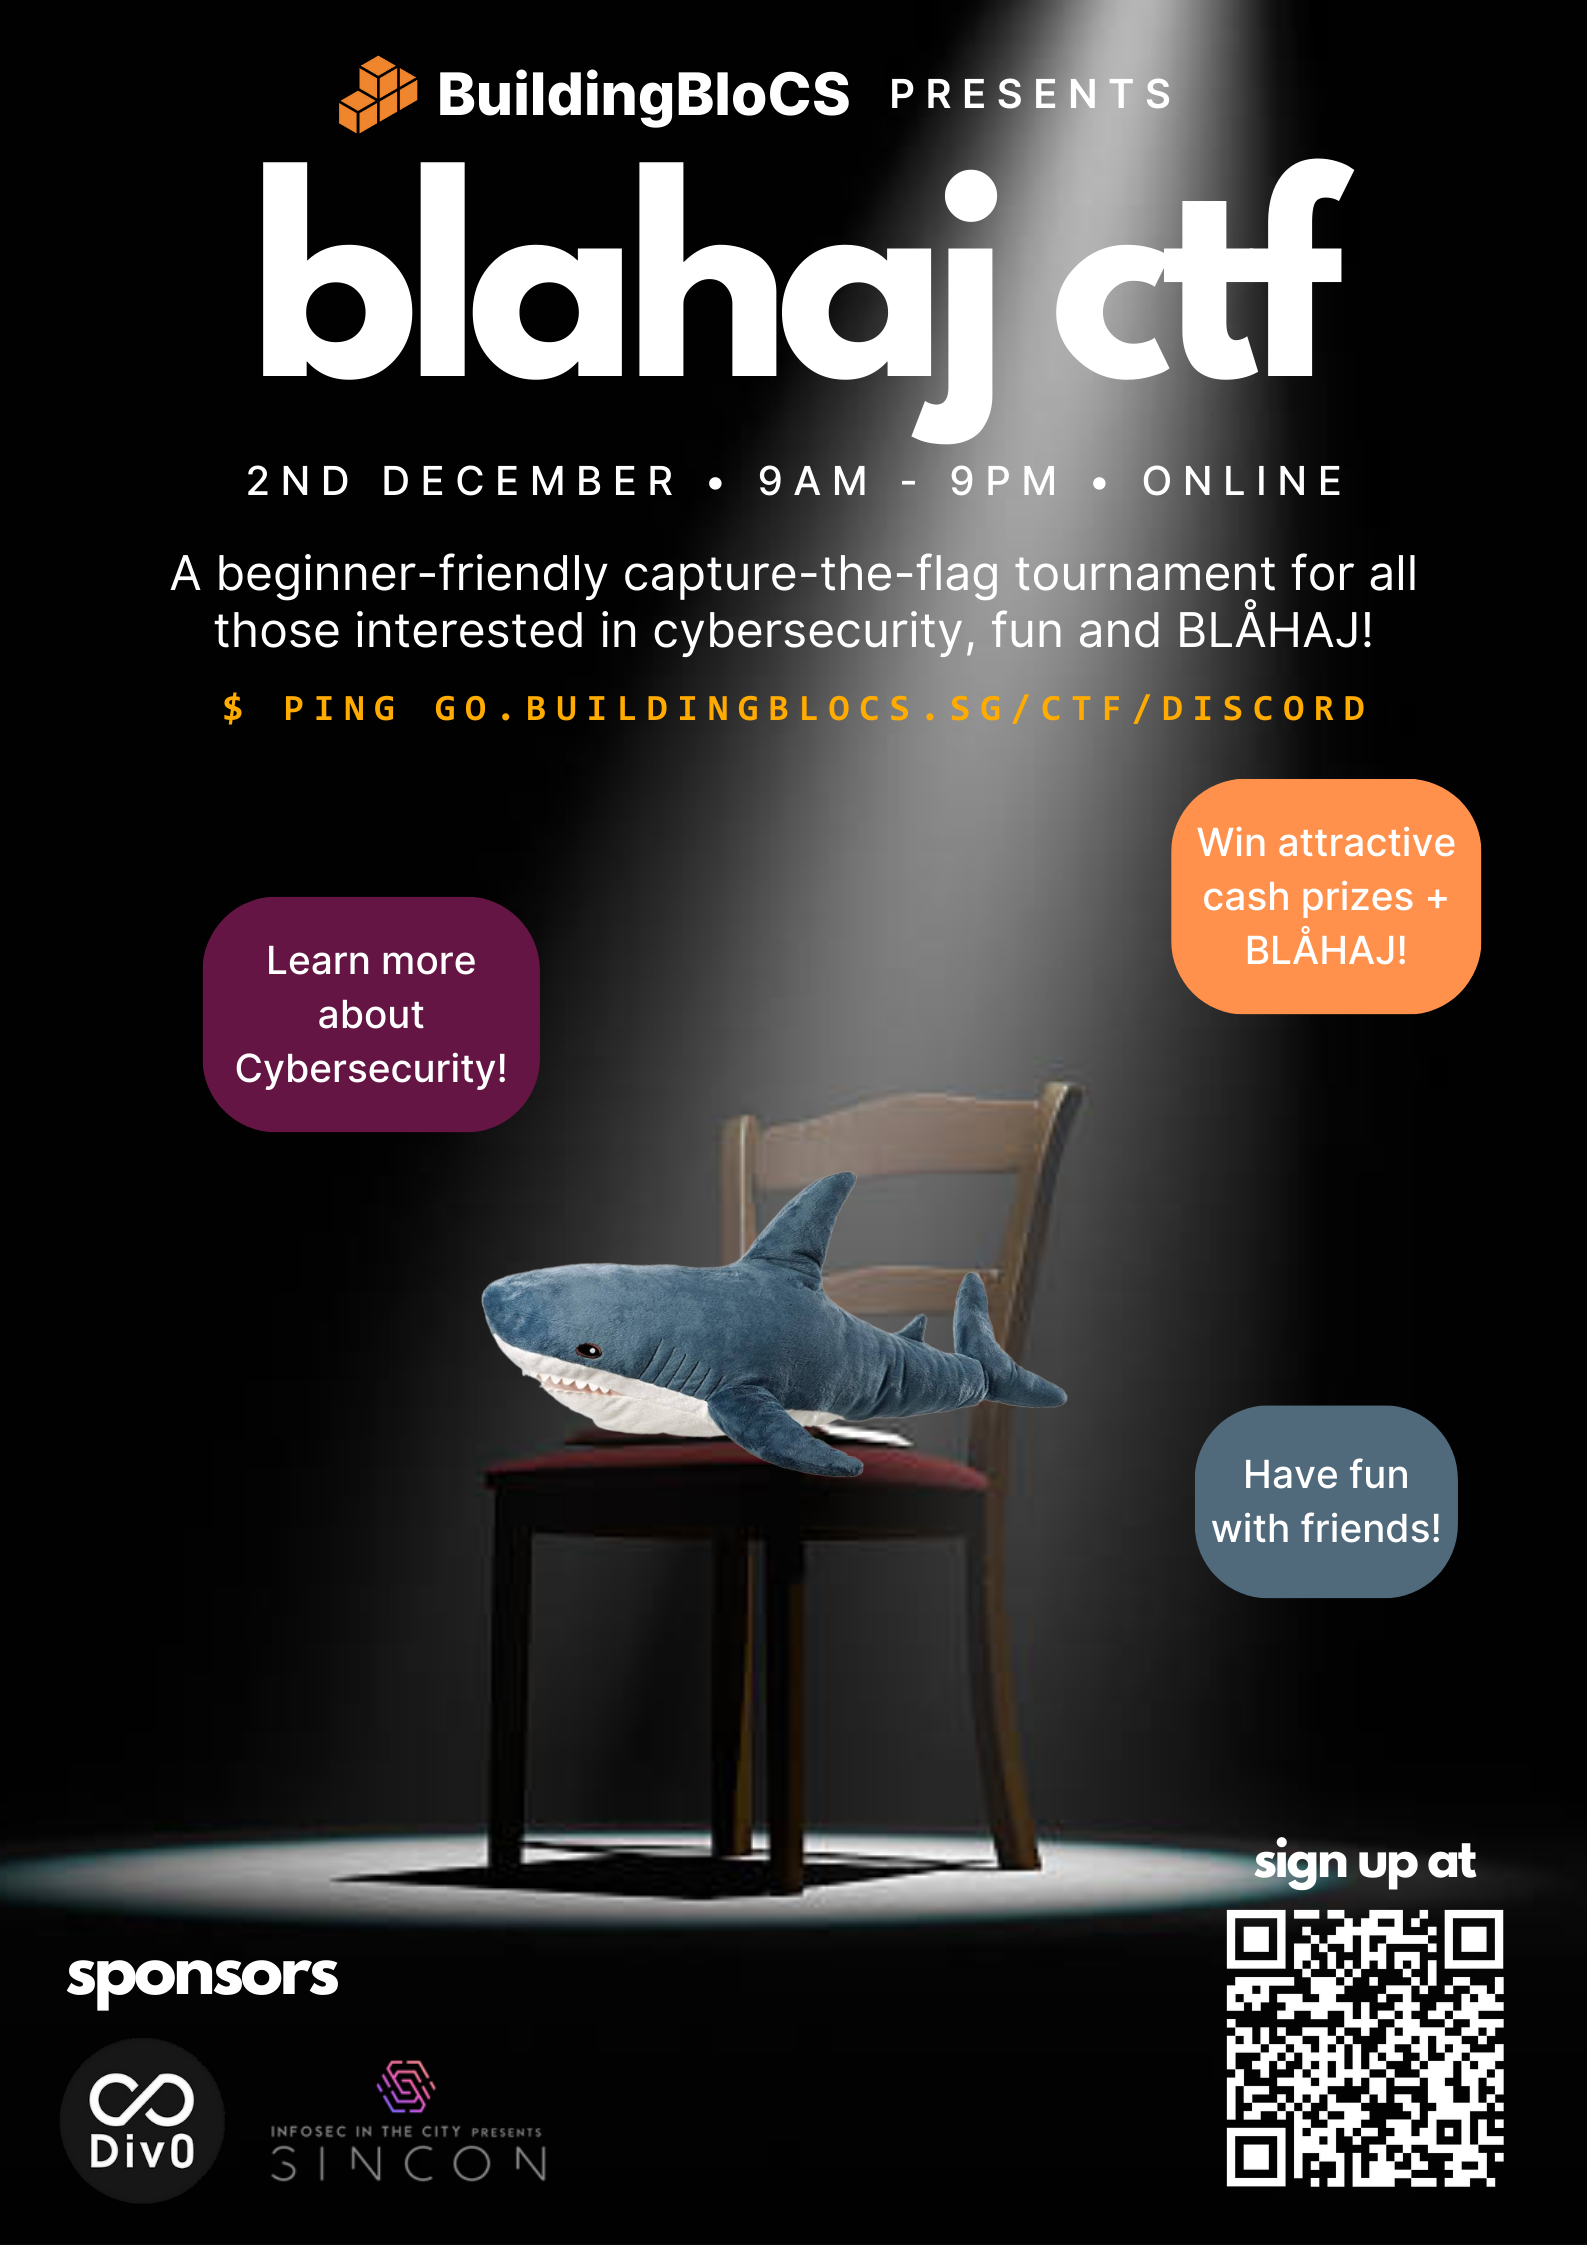 BuildingBloCS PRESENTS
blahaj ctf
2ND DECEMBER • 9AM - 9PM • ONLINE
A beginner-friendly capture-the-flag tournament for all
those interested in cybersecurity, fun and BLÅHAJ!
$ PING GO.BUILDINGBLOCS.SG/CTF/DISCORD
Win attractive
cash prizes +
BLÅHAJ!
Learn more
about
Cybersecurity!
Have fun
with friends!
sign up at
sponsors
Div0
INFOSEC IN THE CITY PRESENTS
SINCON